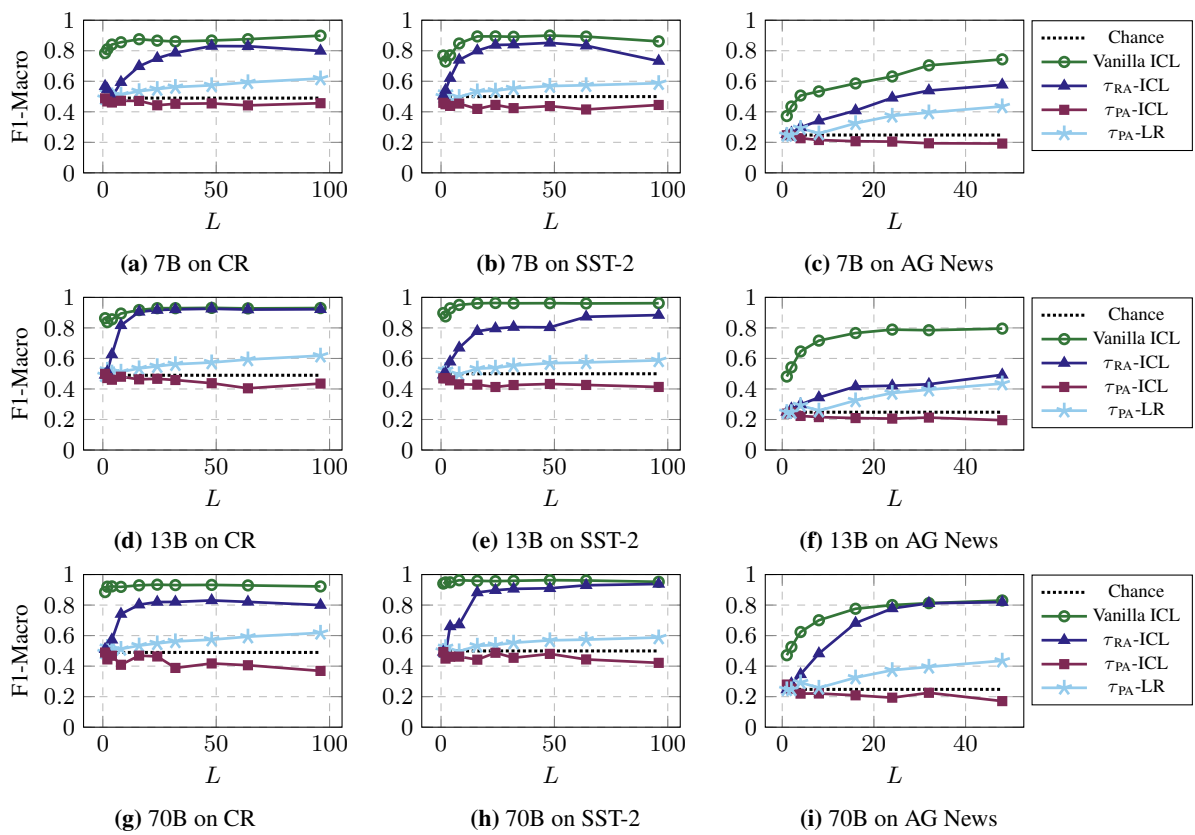 F1-Macro
1
0.8
0.6
0.4
0.2
0
0 50 100
L
(a) 7B on CR
1
0.8
0.6
0.4
0.2
0
0 50 100
L
(b) 7B on SST-2
1
0.8
0.6
0.4
0.2
0
0 20 40
L
(c) 7B on AG News
Chance
Vanilla ICL
τRA-ICL
τPA-ICL
τPA-LR
F1-Macro
1
0.8
0.6
0.4
0.2
0
0 50 100
L
(d) 13B on CR
1
0.8
0.6
0.4
0.2
0
0 50 100
L
(e) 13B on SST-2
1
0.8
0.6
0.4
0.2
0
0 20 40
L
(f) 13B on AG News
Chance
Vanilla ICL
τRA-ICL
τPA-ICL
τPA-LR
F1-Macro
1
0.8
0.6
0.4
0.2
0
0 50 100
L
(g) 70B on CR
1
0.8
0.6
0.4
0.2
0
0 50 100
L
(h) 70B on SST-2
1
0.8
0.6
0.4
0.2
0
0 20 40
L
(i) 70B on AG News
Chance
Vanilla ICL
τRA-ICL
τPA-ICL
τPA-LR